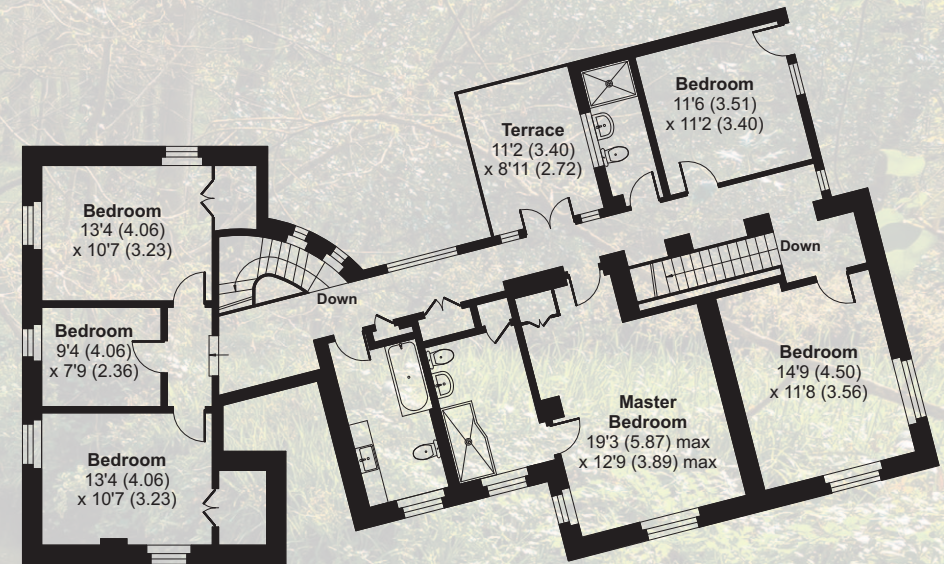 Bedroom
11'6 (3.51)
x 11'2 (3.40)
Terrace
11'2 (3.40)
x 8'11 (2.72)
Bedroom
13'4 (4.06)
x 10'7 (3.23)
Down
Down
Bedroom
9'4 (4.06)
x 7'9 (2.36)
Bedroom
14'9 (4.50)
x 11'8 (3.56)
Master
Bedroom
19'3 (5.87) max
x 12'9 (3.89) max
Bedroom
13'4 (4.06)
x 10'7 (3.23)